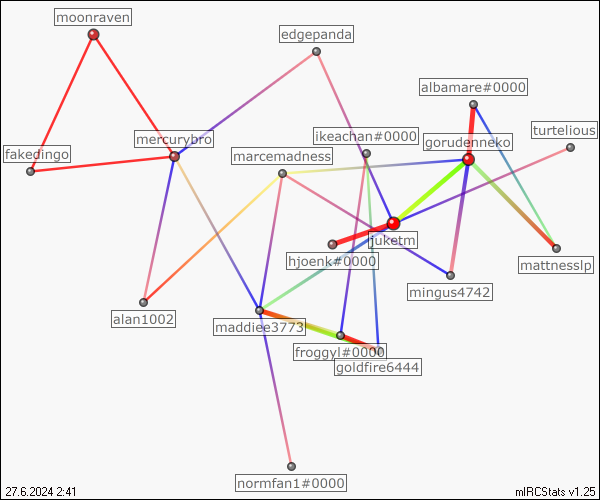 moonraven
edgepanda
albamare#0000
turtelious
mercurybro
ikeachan#0000
gorudenneko
fakedingo
marcemadness
juketm
hjoenk#0000
mattnesslp
mingus4742
alan1002
maddiee3773
froggyl#0000
goldfire6444
normfan1#0000
27.6.2024 2:41
mIRCStats v1.25